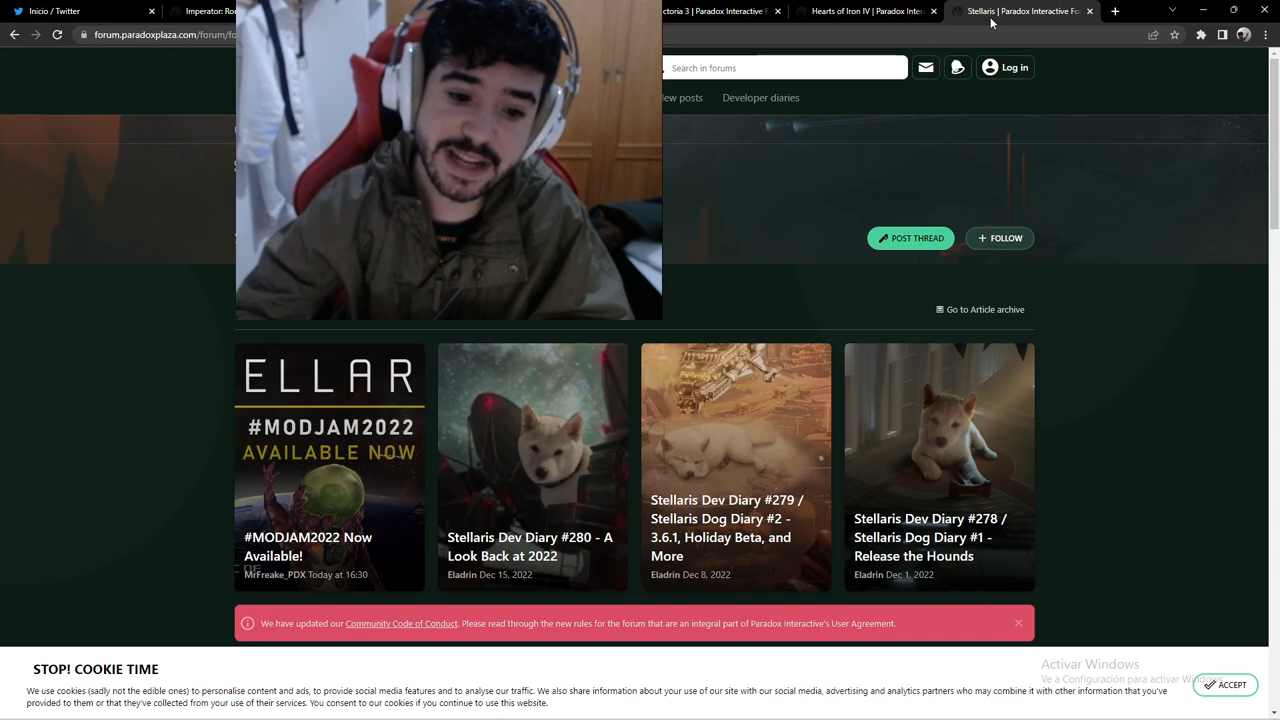 Inicio / Twitter
Imperator: Ro
ctoria 3 | Paradox Interactive F
Hearts of Iron IV | Paradox Inter
Stellaris | Paradox Interactive Fo
forum.paradoxplaza.com/forum/fo
Search in forums
Log in
ew posts
Developer diaries
POST THREAD
FOLLOW
Go to Article archive
ELLAR
#MODJAM2022
AVAILABLE NOW
#MODJAM2022 Now
Available!
MrFreake_PDX Today at 16:30
Stellaris Dev Diary #280 - A
Look Back at 2022
Eladrin Dec 15, 2022
Stellaris Dev Diary #279 /
Stellaris Dog Diary #2 -
3.6.1, Holiday Beta, and
More
Eladrin Dec 8, 2022
Stellaris Dev Diary #278 /
Stellaris Dog Diary #1 -
Release the Hounds
Eladrin Dec 1, 2022
We have updated our Community Code of Conduct. Please read through the new rules for the forum that are an integral part of Paradox Interactive's User Agreement.
STOP! COOKIE TIME
We use cookies (sadly not the edible ones) to personalise content and ads, to provide social media features and to analyse our traffic. We also share information about your use of our site with our social media, advertising and analytics partners who may combine it with other information that you've
provided to them or that they've collected from your use of their services. You consent to our cookies if you continue to use this website.
ACCEPT
Activar Windows
Ve a Configuración para activar Windows